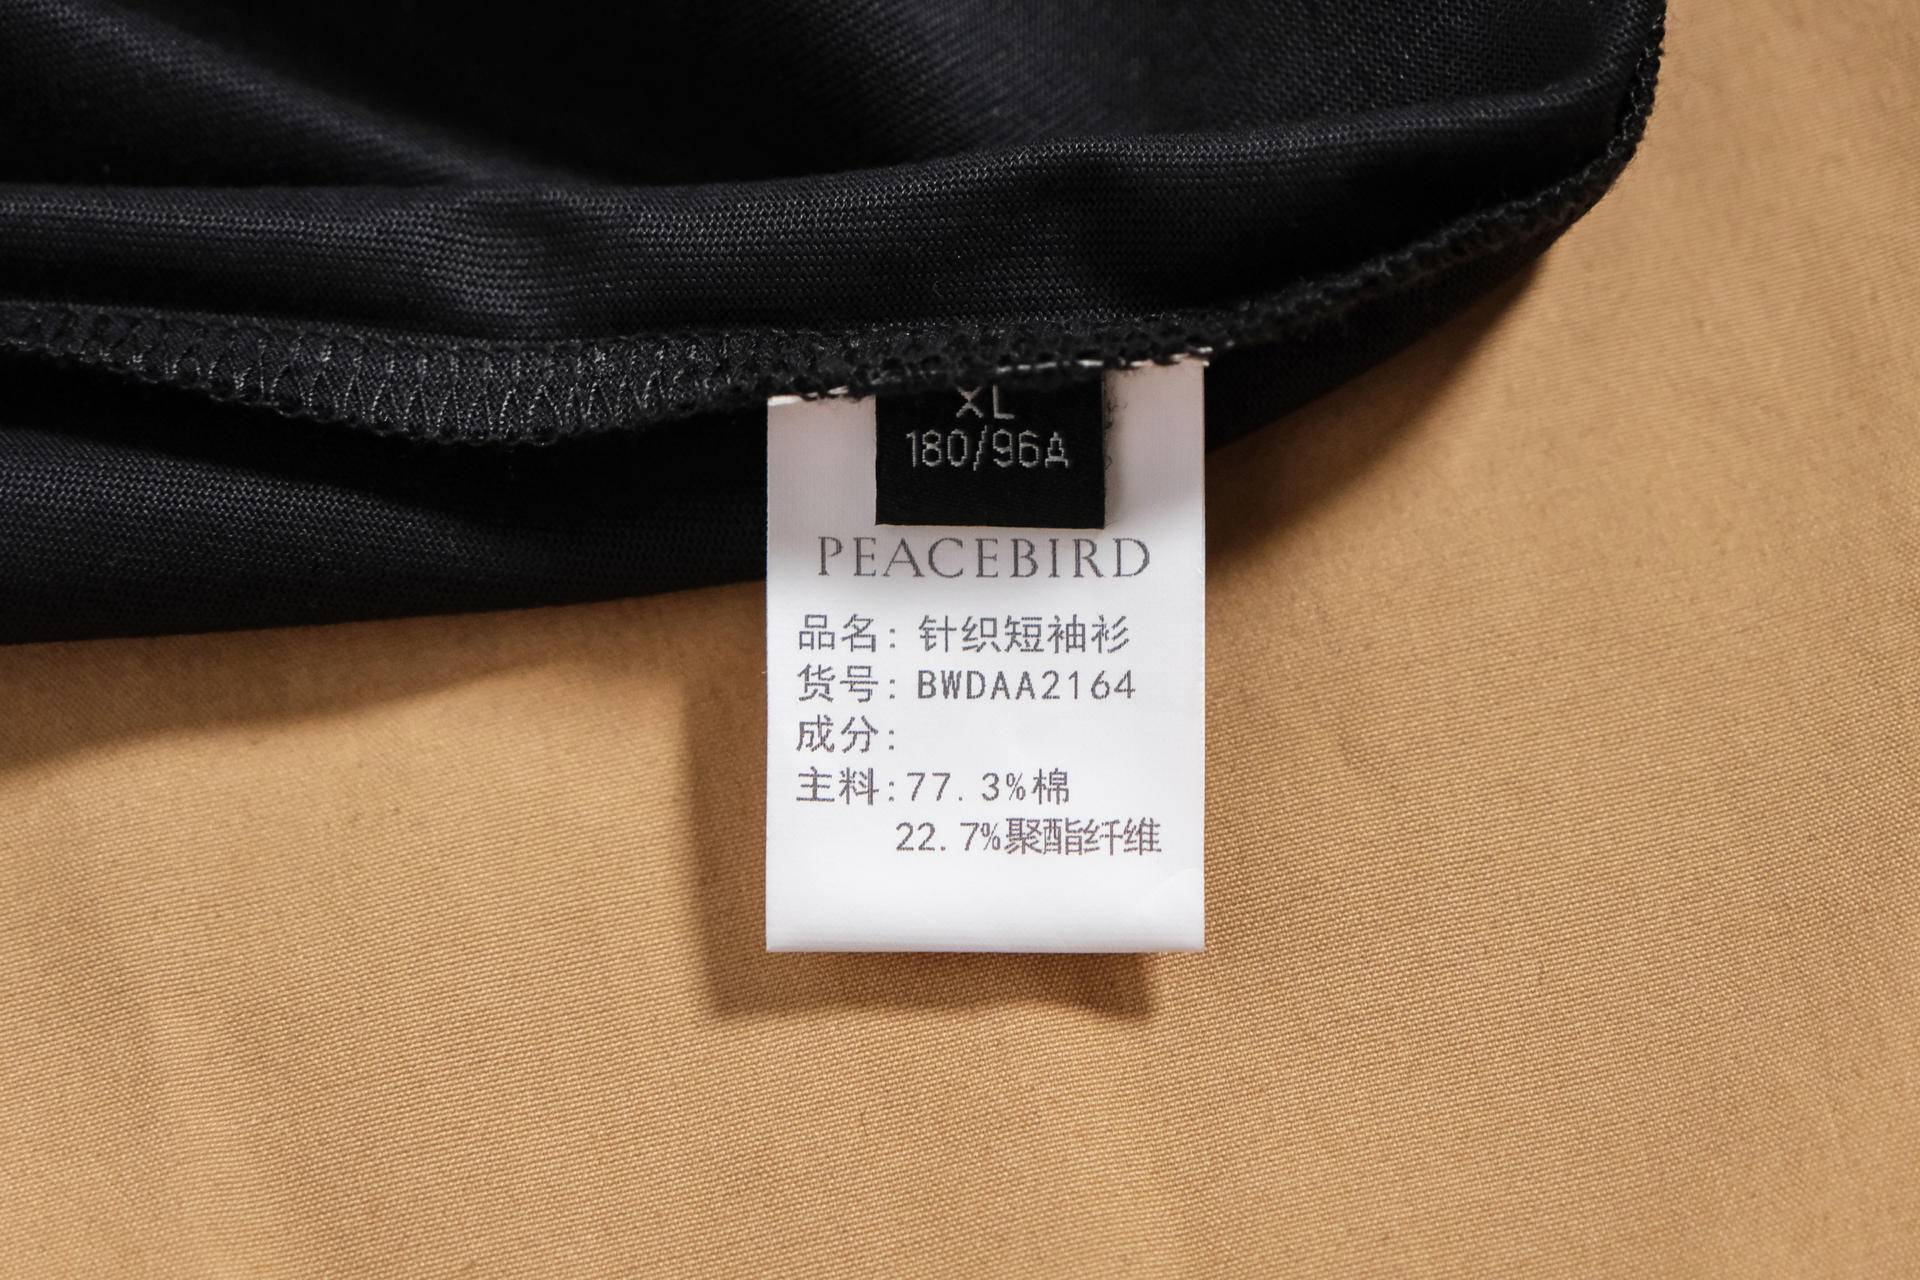 XL
180/96A
PEACEBIRD
品名: 针织短袖衫
货号: BWDAA2164
成分:
主料:77.3%棉
22.7%聚酯纤维